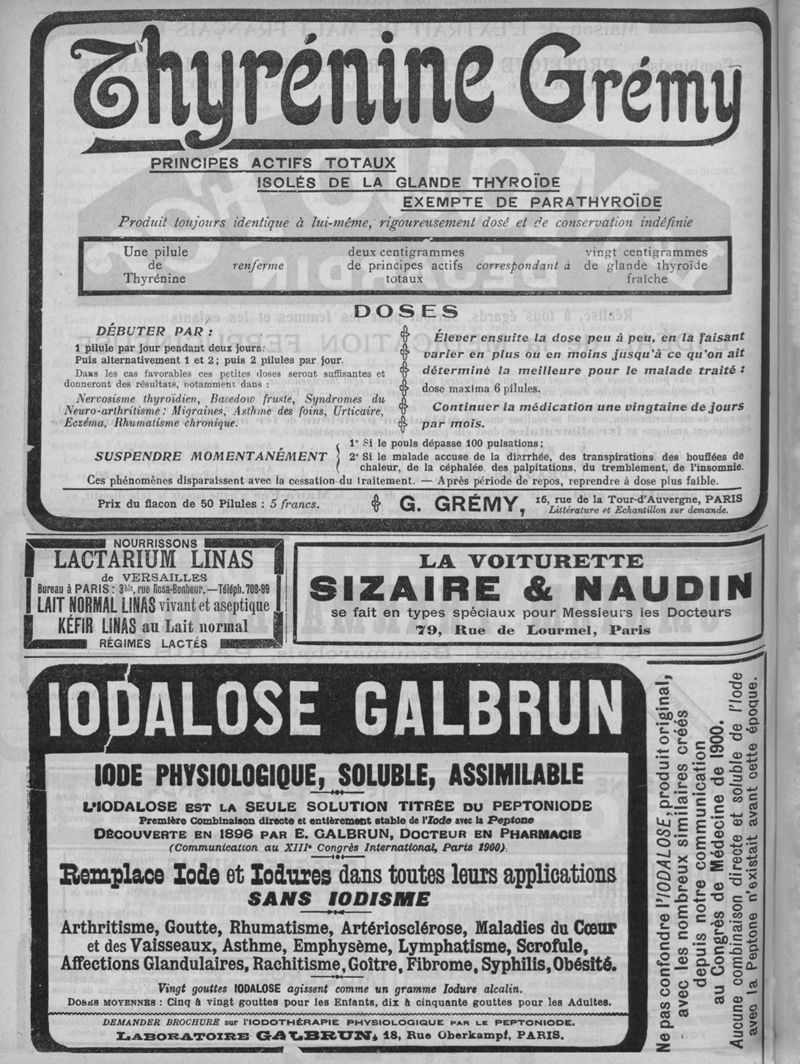 Thyrénine Grémy
PRINCIPES ACTIFS TOTAUX
ISOLÉS DE LA GLANDE THYROÏDE
EXEMPTE DE PARATHYROÏDE
Produit toujours identique à lui-même, rigoureusement dosé et de conservation indéfinie
Une pilule de Thyrénine
renferme
deux centigrammes de principes actifs totaux
correspondant à
vingt centigrammes de glande thyroïde fraîche
DOSES
DÉBUTER PAR :
1 pilule par jour pendant deux jours;
Puis alternativement 1 et 2; puis 2 pilules par jour.
Dans les cas favorables ces petites doses seront suffisantes et
donneront des résultats, notamment dans :
Nervosisme thyroïdien, Basedow fruste, Syndromes du
Neuro-arthritisme : Migraines, Asthme des foins, Urticaire,
Eczéma, Rhumatisme chronique.
Élever ensuite la dose peu à peu, en la faisant
varier en plus ou en moins jusqu'à ce qu'on ait
déterminé la meilleure pour le malade traité :
dose maxima 6 pilules.
Continuer la médication une vingtaine de jours
par mois.
SUSPENDRE MOMENTANÉMENT
1° Si le pouls dépasse 100 pulsations;
2° Si le malade accuse de la diarrhée, des transpirations, des bouffées de
chaleur, de la céphalée, des palpitations, du tremblement, de l'insomnie.
Ces phénomènes disparaissent avec la cessation du traitement. — Après période de repos, reprendre à dose plus faible.
Prix du flacon de 50 Pilules : 5 francs.
G. GRÉMY,
16, rue de la Tour-d'Auvergne, PARIS
Littérature et Echantillon sur demande.
NOURRISSONS
LACTARIUM LINAS
de VERSAILLES
Bureau à PARIS : 3bis, rue Rosa-Bonheur.—Téléph. 708-99
LAIT NORMAL LINAS vivant et aseptique
KÉFIR LINAS au Lait normal
RÉGIMES LACTÉS
LA VOITURETTE
SIZAIRE & NAUDIN
se fait en types spéciaux pour Messieurs les Docteurs
79, Rue de Lourmel, Paris
IODALOSE GALBRUN
IODE PHYSIOLOGIQUE, SOLUBLE, ASSIMILABLE
L'IODALOSE EST LA SEULE SOLUTION TITRÉE DU PEPTONIODE
Première Combinaison directe et entièrement stable de l'Iode avec la Peptone
DÉCOUVERTE EN 1896 PAR E. GALBRUN, DOCTEUR EN PHARMACIE
(Communication au XIIIe Congrès International, Paris 1900).
Remplace Iode et Iodures dans toutes leurs applications
SANS IODISME
Arthritisme, Goutte, Rhumatisme, Artériosclérose, Maladies du Cœur
et des Vaisseaux, Asthme, Emphysème, Lymphatisme, Scrofule,
Affections Glandulaires, Rachitisme, Goître, Fibrome, Syphilis, Obésité.
Vingt gouttes IODALOSE agissent comme un gramme Iodure alcalin.
DOSES MOYENNES : Cinq à vingt gouttes pour les Enfants, dix à cinquante gouttes pour les Adultes.
DEMANDER BROCHURE sur l'IODOTHÉRAPIE PHYSIOLOGIQUE PAR LE PEPTONIODE.
LABORATOIRE GALBRUN, 18, Rue Oberkampf, PARIS.
Ne pas confondre l'IODALOSE, produit original,
avec les nombreux similaires créés
depuis notre communication
au Congrès de Médecine de 1900.
Aucune combinaison directe et soluble de l'Iode
avec la Peptone n'existait avant cette époque.